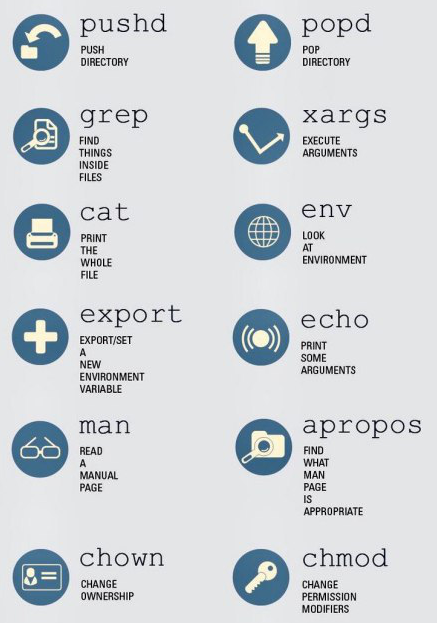 pushd
PUSH
DIRECTORY
popd
POP
DIRECTORY
grep
FIND
THINGS
INSIDE
FILES
xargs
EXECUTE
ARGUMENTS
cat
PRINT
THE
WHOLE
FILE
env
LOOK
AT
ENVIRONMENT
export
EXPORT/SET
A
NEW
ENVIRONMENT
VARIABLE
echo
PRINT
SOME
ARGUMENTS
man
READ
A
MANUAL
PAGE
apropos
FIND
WHAT
MAN
PAGE
IS
APPROPRIATE
chown
CHANGE
OWNERSHIP
chmod
CHANGE
PERMISSION
MODIFIERS